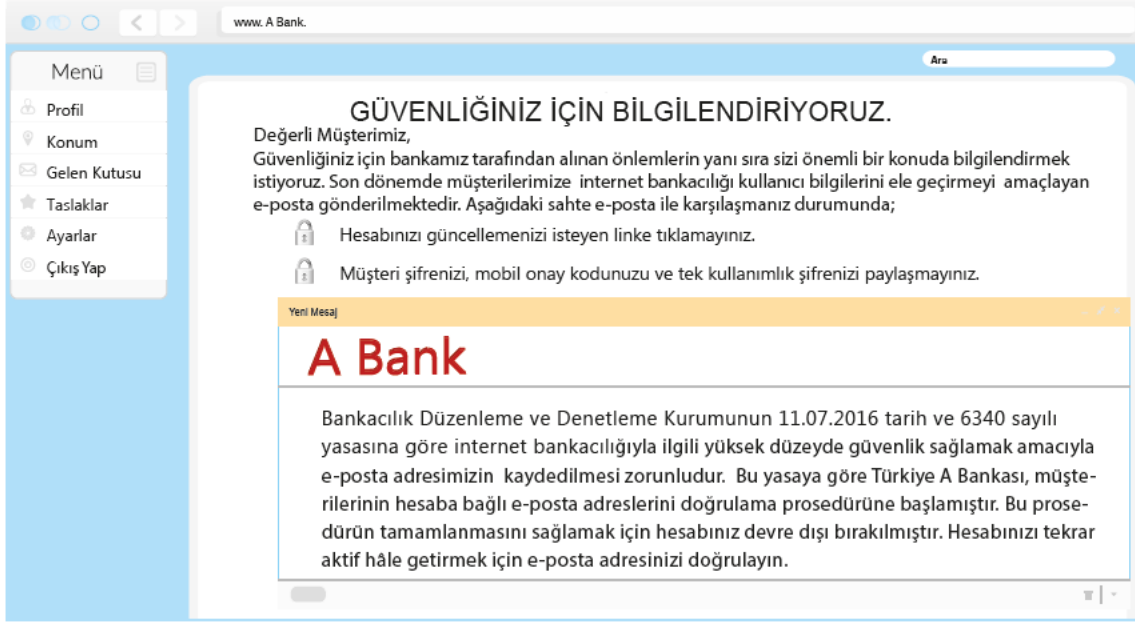 www. A Bank.
Ara
Menü
Profil
Konum
Gelen Kutusu
Taslaklar
Ayarlar
Çıkış Yap
GÜVENLİĞİNİZ İÇİN BİLGİLENDİRİYORUZ.
Değerli Müşterimiz,
Güvenliğiniz için bankamız tarafından alınan önlemlerin yanı sıra sizi önemli bir konuda bilgilendirmek
istiyoruz. Son dönemde müşterilerimize internet bankacılığı kullanıcı bilgilerini ele geçirmeyi amaçlayan
e-posta gönderilmektedir. Aşağıdaki sahte e-posta ile karşılaşmanız durumunda;
Hesabınızı güncellemenizi isteyen linke tıklamayınız.
Müşteri şifrenizi, mobil onay kodunuzu ve tek kullanımlık şifrenizi paylaşmayınız.
Yeni Mesaj
A Bank
Bankacılık Düzenleme ve Denetleme Kurumunun 11.07.2016 tarih ve 6340 sayılı
yasasına göre internet bankacılığıyla ilgili yüksek düzeyde güvenlik sağlamak amacıyla
e-posta adresimizin kaydedilmesi zorunludur. Bu yasaya göre Türkiye A Bankası, müşte-
rilerinin hesaba bağlı e-posta adreslerini doğrulama prosedürüne başlamıştır. Bu prose-
dürün tamamlanmasını sağlamak için hesabınız devre dışı bırakılmıştır. Hesabınızı tekrar
aktif hâle getirmek için e-posta adresinizi doğrulayın.